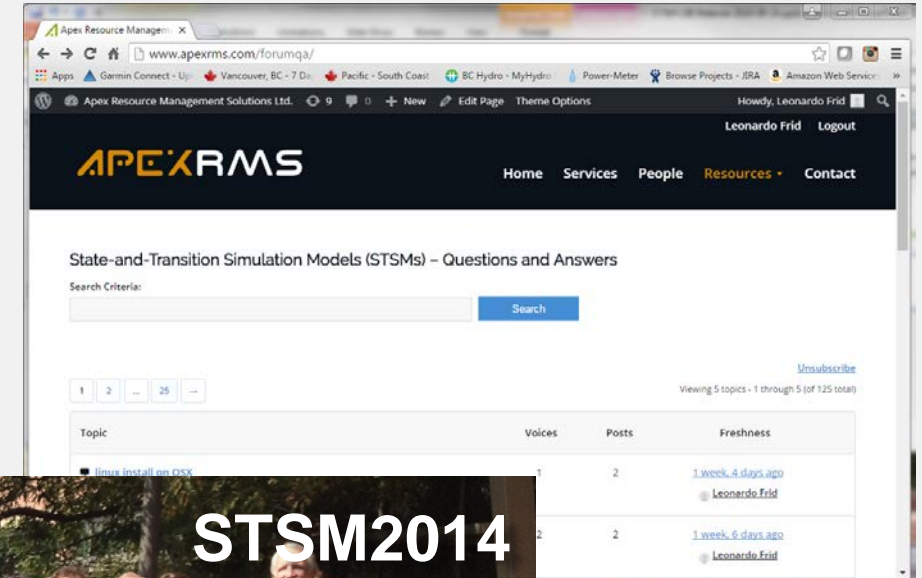 Apex Resource Managem
www.apexrms.com/forumqa/
Apps Garmin Connect - Up Vancouver, BC - 7 Da Pacific - South Coast BC Hydro - MyHydro Power-Meter Browse Projects - JIRA Amazon Web Service »
Apex Resource Management Solutions Ltd. 9 0 + New Edit Page Theme Options Howdy, Leonardo Frid
Leonardo Frid Logout
APEXRMS
Home Services People Resources Contact
State-and-Transition Simulation Models (STSMs) – Questions and Answers
Search Criteria:
Search
Unsubscribe
1 2 ... 25 →
Viewing 5 topics - 1 through 5 (of 125 total)
Topic Voices Posts Freshness
linux install on OSX 1 2 1 week, 4 days ago
Leonardo Frid
2 2 1 week, 6 days ago
Leonardo Frid
STSM2014